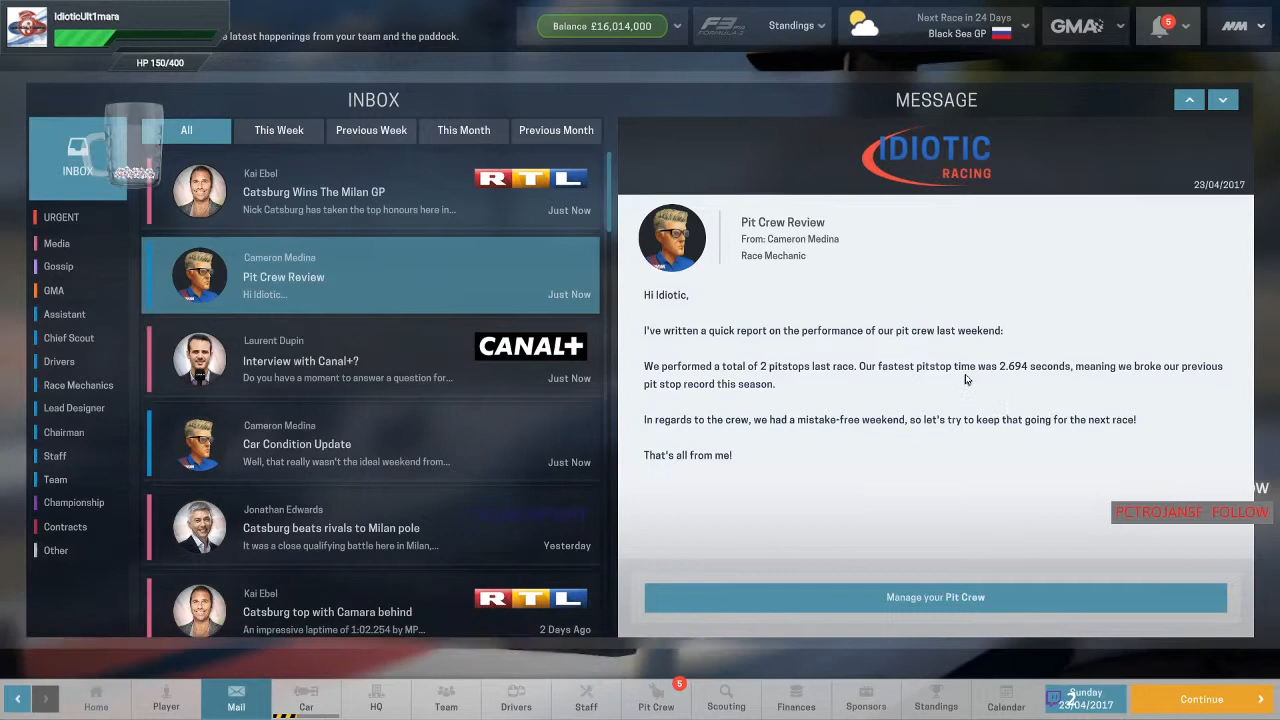 IdioticUlt1mara
e latest happenings from your team and the paddock.
HP 150/400
Balance £16,014,000
F3
FORMULA 3
Standings
Next Race in 24 Days
Black Sea GP
GMA
5
INBOX
MESSAGE
INBOX
All
This Week
Previous Week
This Month
Previous Month
URGENT
Media
Gossip
GMA
Assistant
Chief Scout
Drivers
Race Mechanics
Lead Designer
Chairman
Staff
Team
Championship
Contracts
Other
Kai Ebel
Catsburg Wins The Milan GP
Nick Catsburg has taken the top honours here in...
RTL
Just Now
Cameron Medina
Pit Crew Review
Hi Idiotic...
Just Now
Laurent Dupin
Interview with Canal+?
Do you have a moment to answer a question for...
CANAL+
Just Now
Cameron Medina
Car Condition Update
Well, that really wasn't the ideal weekend from...
Just Now
Jonathan Edwards
Catsburg beats rivals to Milan pole
It was a close qualifying battle here in Milan,...
Yesterday
Kai Ebel
Catsburg top with Camara behind
An impressive laptime of 1:02.254 by MP...
RTL
2 Days Ago
IDIOTIC
RACING
23/04/2017
Pit Crew Review
From: Cameron Medina
Race Mechanic
Hi Idiotic,
I've written a quick report on the performance of our pit crew last weekend:
We performed a total of 2 pitstops last race. Our fastest pitstop time was 2.694 seconds, meaning we broke our previous
pit stop record this season.
In regards to the crew, we had a mistake-free weekend, so let's try to keep that going for the next race!
That's all from me!
OW
PCTROJANSF FOLLOW
Manage your Pit Crew
Home
Player
Mail
Car
HQ
Team
Drivers
Staff
5
Pit Crew
Scouting
Finances
Sponsors
Standings
Calendar
2
Sunday
23/04/2017
Continue